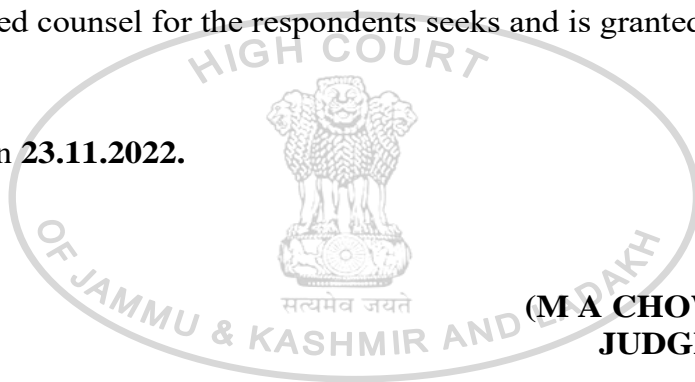 ed counsel for the respondents seeks and is granted
HIGH COURT
n 23.11.2022.
सत्यमेव जयते
OF JAMMU & KASHMIR AND LADAKH
(M A CHO
JUDG